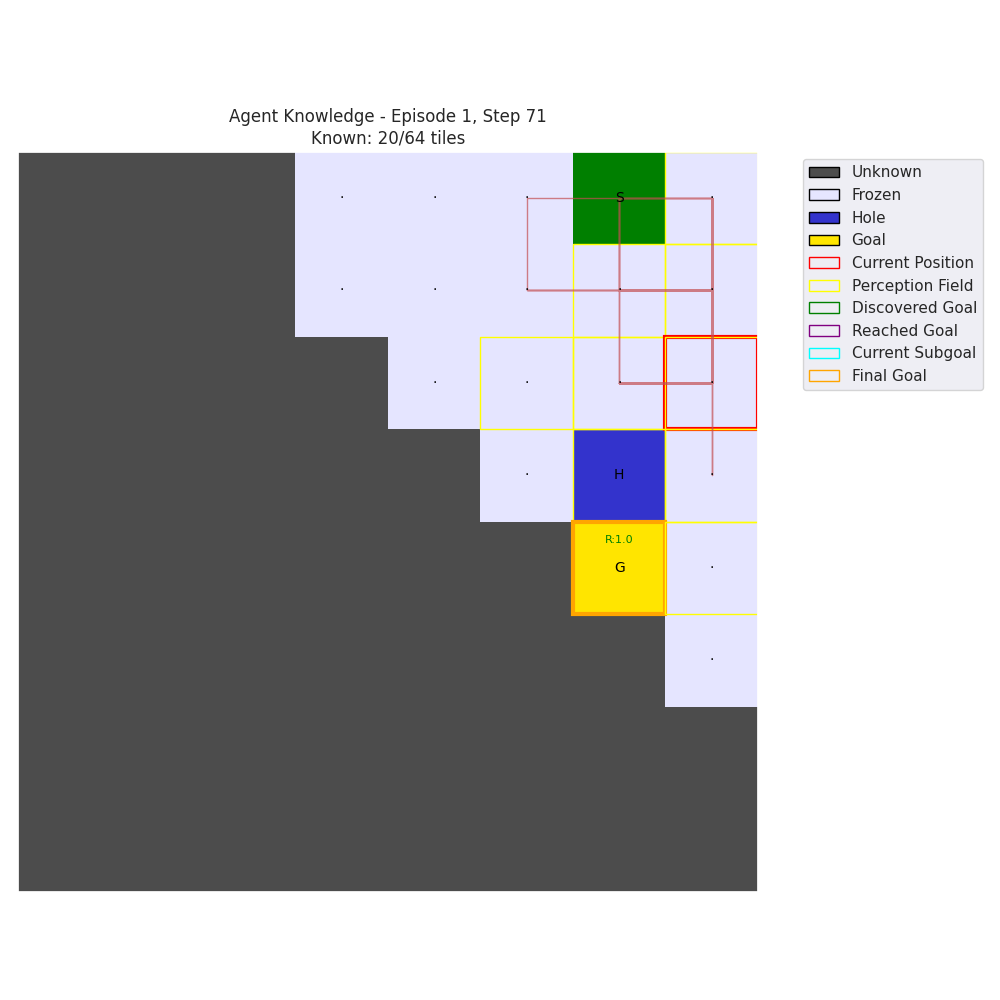 Agent Knowledge - Episode 1, Step 71
Known: 20/64 tiles
S
H
R:1.0
G
Unknown
Frozen
Hole
Goal
Current Position
Perception Field
Discovered Goal
Reached Goal
Current Subgoal
Final Goal